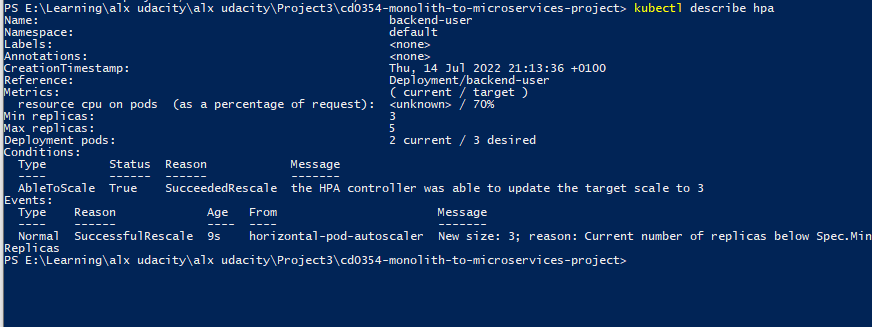 PS E:\Learning\alx udacity\alx udacity\Project3\cd0354-monolith-to-microservices-project> kubectl describe hpa
Name: backend-user
Namespace: default
Labels: <none>
Annotations: <none>
CreationTimestamp: Thu, 14 Jul 2022 21:13:36 +0100
Reference: Deployment/backend-user
Metrics: ( current / target )
resource cpu on pods (as a percentage of request): <unknown> / 70%
Min replicas: 3
Max replicas: 5
Deployment pods: 2 current / 3 desired
Conditions:
Type Status Reason Message
---- ------ ------ -------
AbleToScale True SucceededRescale the HPA controller was able to update the target scale to 3
Events:
Type Reason Age From Message
---- ------ ---- ---- -------
Normal SuccessfulRescale 9s horizontal-pod-autoscaler New size: 3; reason: Current number of replicas below Spec.Min
Replicas
PS E:\Learning\alx udacity\alx udacity\Project3\cd0354-monolith-to-microservices-project>